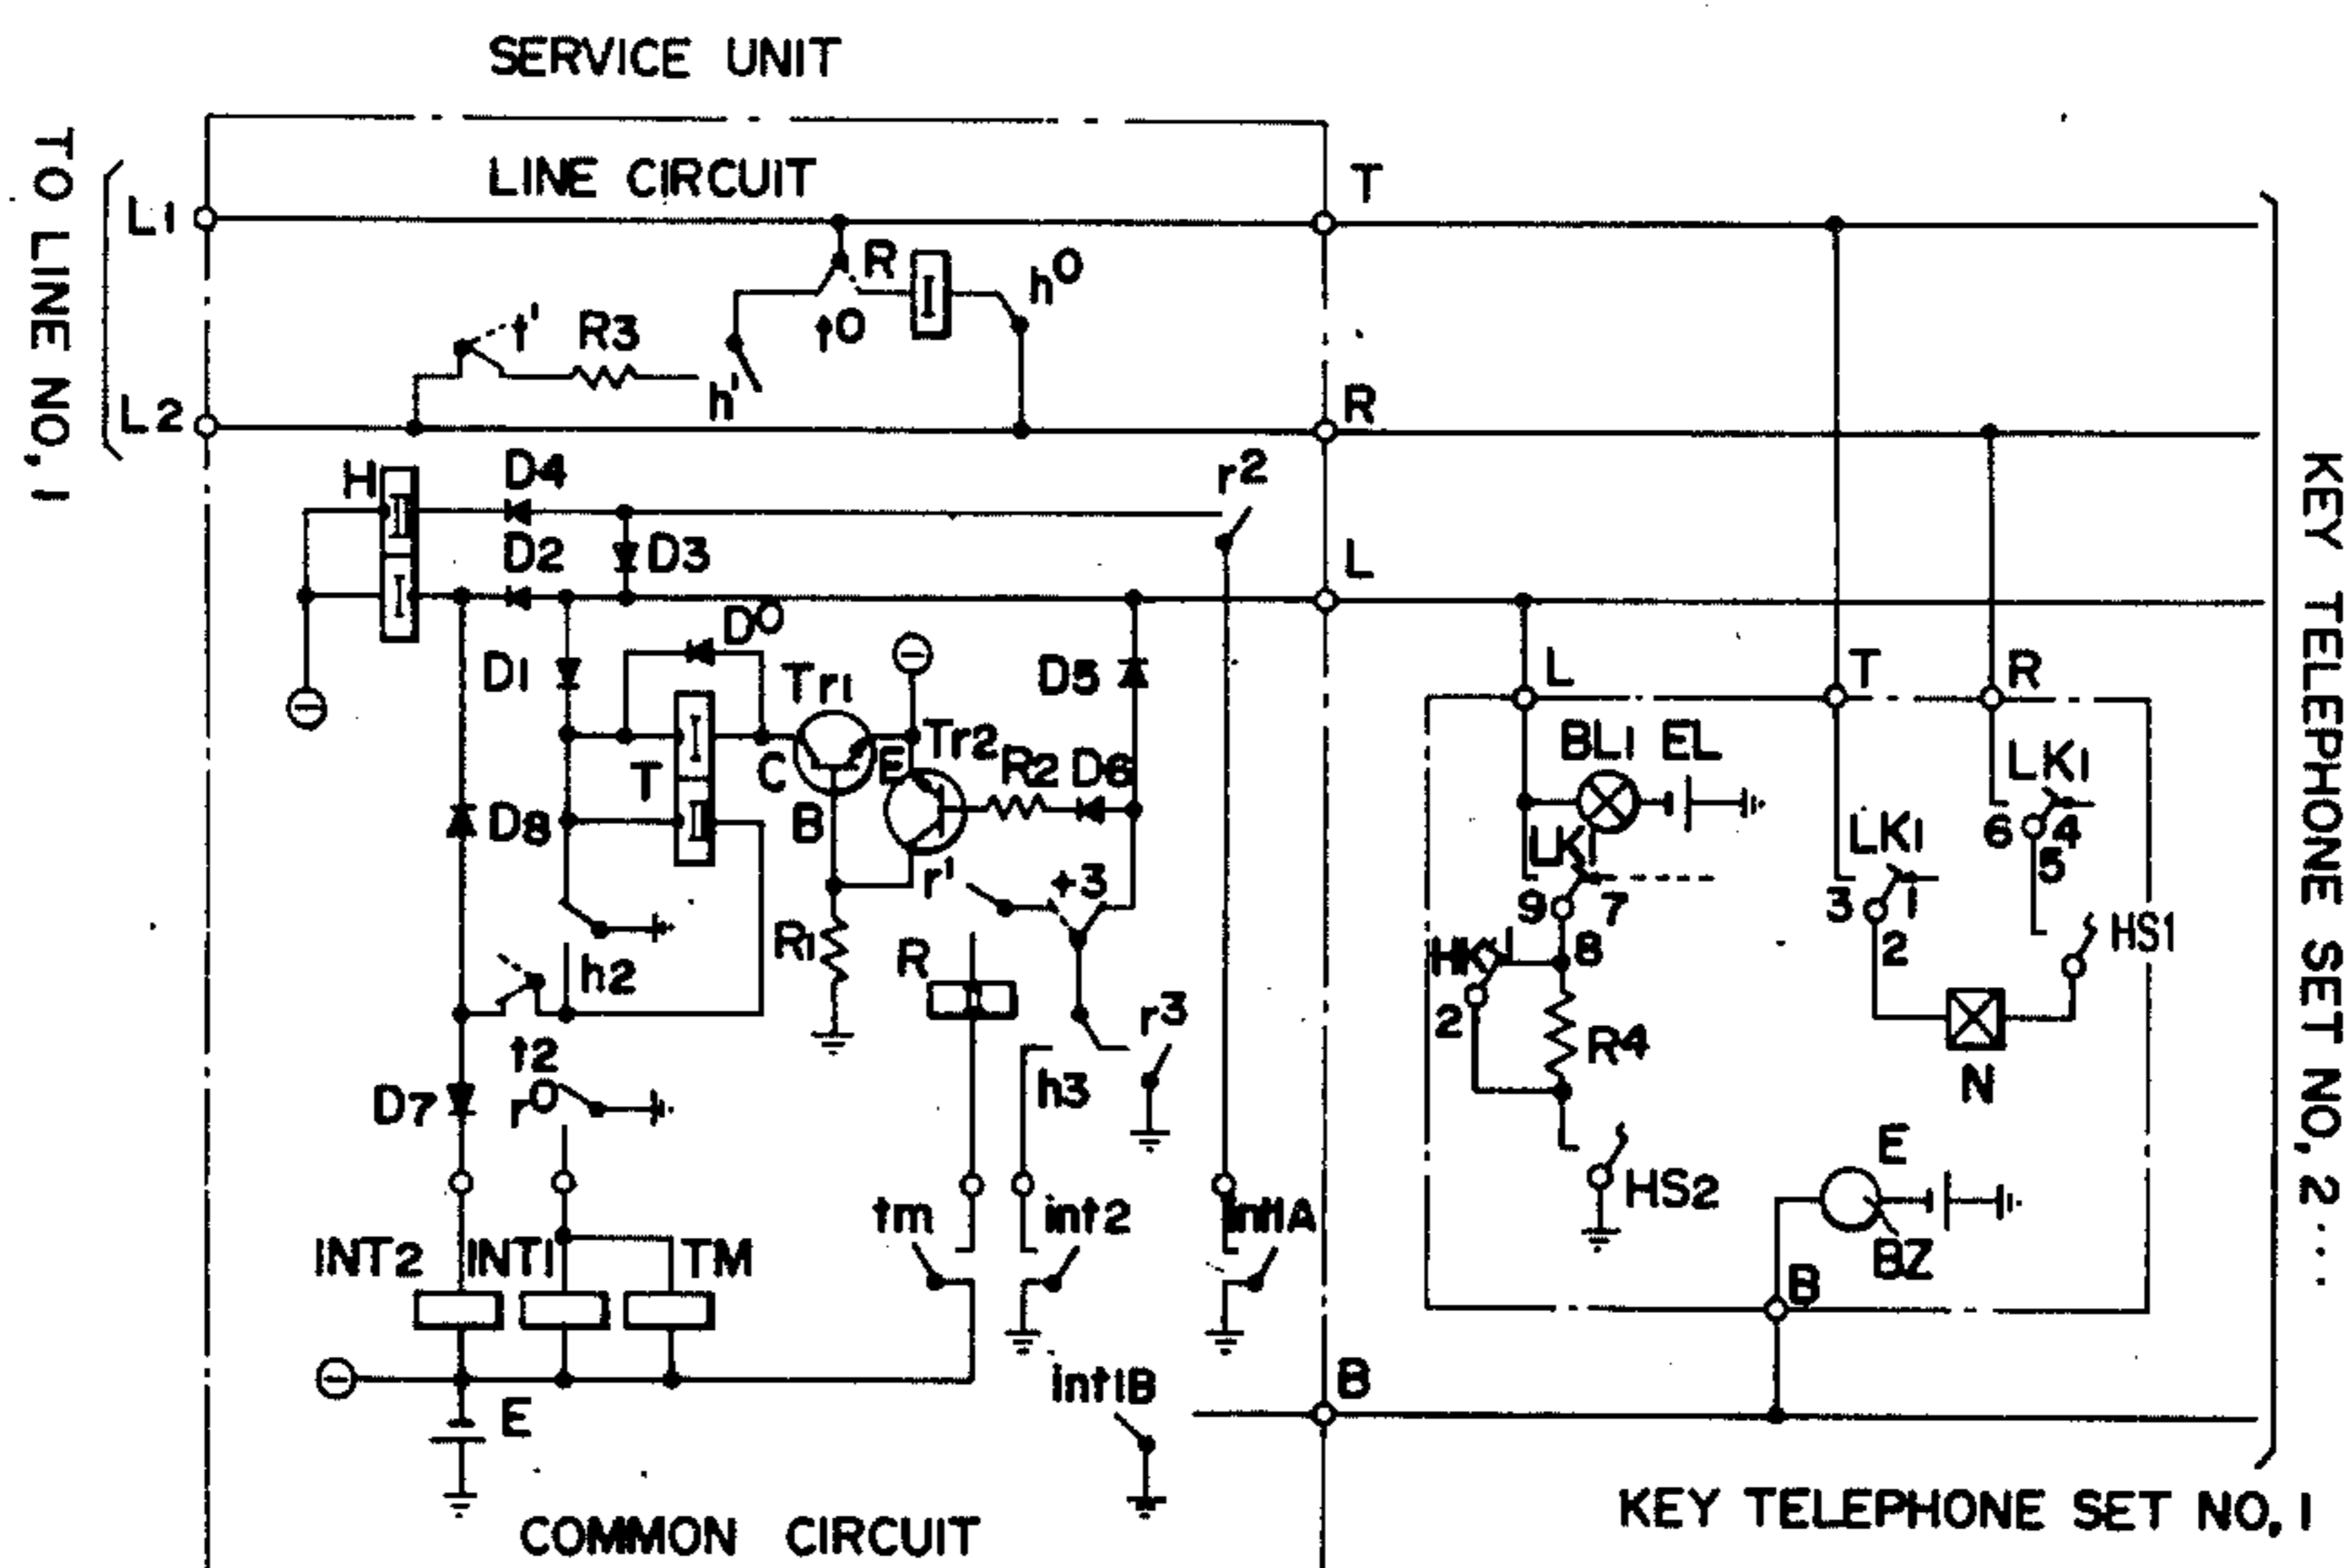 SERVICE UNIT
LINE CIRCUIT
TO LINE NO, 1
L1
T
R
h0
t0
t'
R3
h'
L2
R
H
D4
r2
D2
D3
L
D0
D1
Tr1
D5
L
T
R
T
C
E
Tr2
R2
D6
BL1
EL
LK1
B
D8
LK1
LK1
6
4
5
r'
t3
9
7
8
3
1
2
HS1
R1
R
h2
HK1
2
r3
R4
N
t2
D7
r0
h3
HS2
E
INT2
INT1
TM
tm
int2
int1A
BZ
B
E
int1B
B
COMMON CIRCUIT
KEY TELEPHONE SET NO, 1
KEY TELEPHONE SET NO, 2 ···